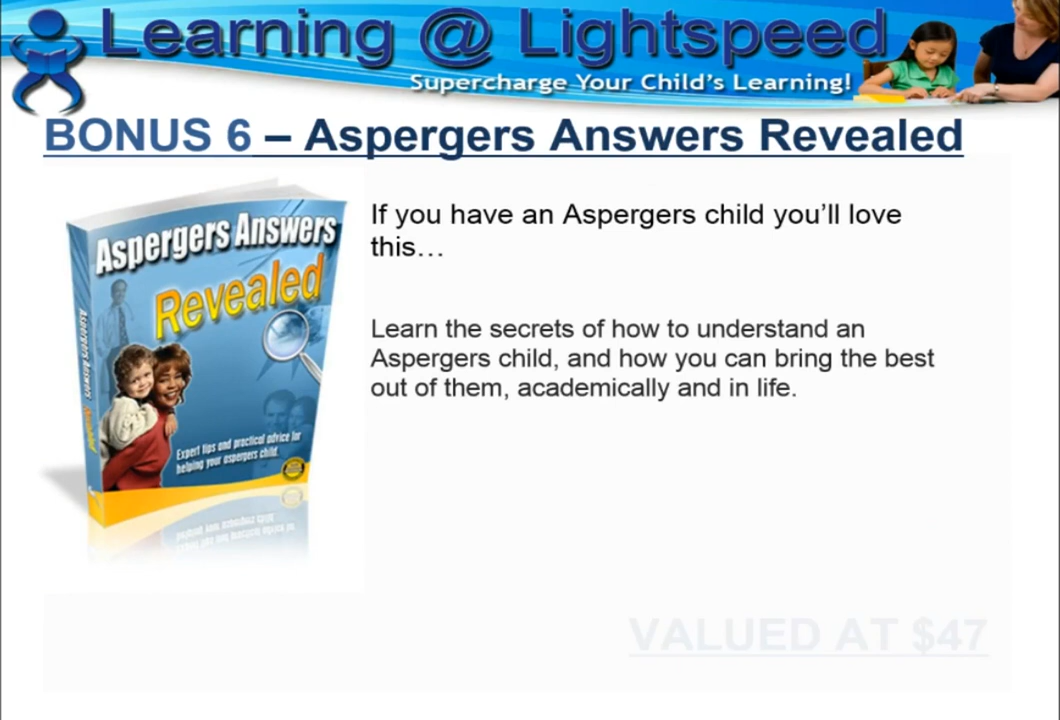 Learning @ Lightspeed
Supercharge Your Child's Learning!
BONUS 6 – Aspergers Answers Revealed
Aspergers Answers
Revealed
Aspergers Answers Revealed
Expert tips and practical advice for
helping your aspergers child.
If you have an Aspergers child you'll love
this…
Learn the secrets of how to understand an
Aspergers child, and how you can bring the best
out of them, academically and in life.
VALUED AT $47